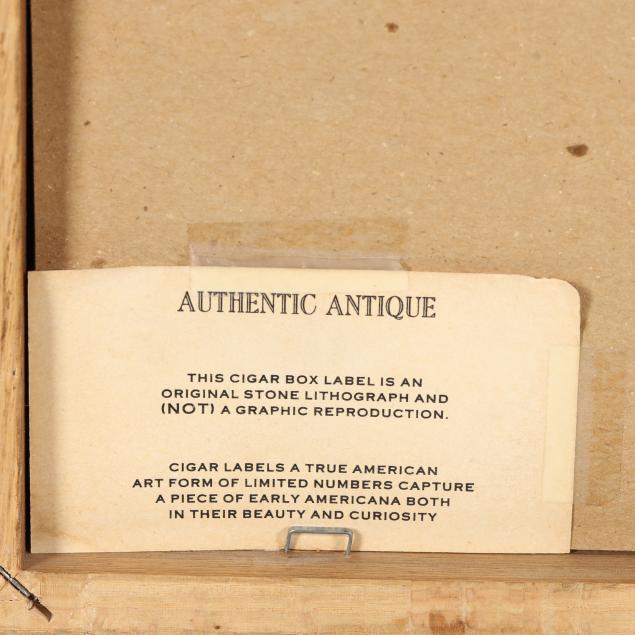 AUTHENTIC ANTIQUE
THIS CIGAR BOX LABEL IS AN
ORIGINAL STONE LITHOGRAPH AND
(NOT) A GRAPHIC REPRODUCTION.
CIGAR LABELS A TRUE AMERICAN
ART FORM OF LIMITED NUMBERS CAPTURE
A PIECE OF EARLY AMERICANA BOTH
IN THEIR BEAUTY AND CURIOSITY